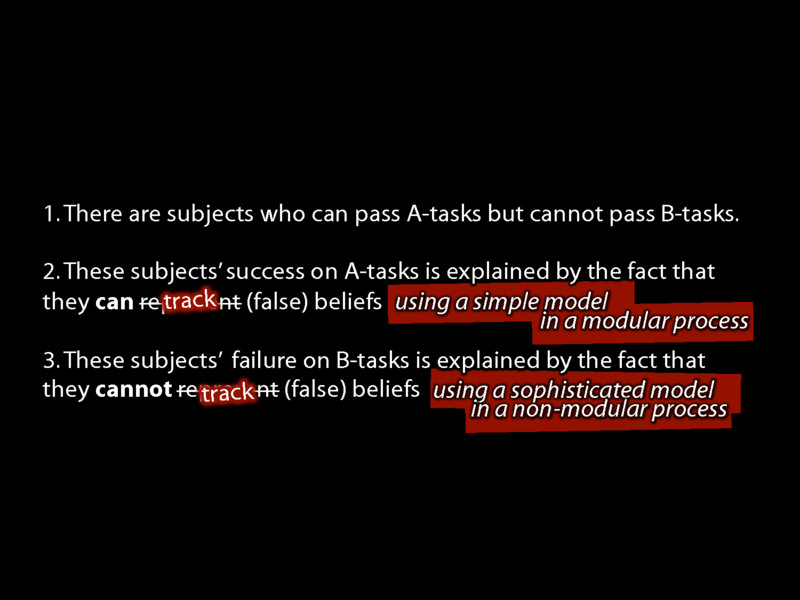 1. There are subjects who can pass A-tasks but cannot pass B-tasks.
2. These subjects' success on A-tasks is explained by the fact that
they can re track nt (false) beliefs using a simple model
in a modular process
3. These subjects' failure on B-tasks is explained by the fact that
they cannot re track nt (false) beliefs using a sophisticated model
in a non-modular process